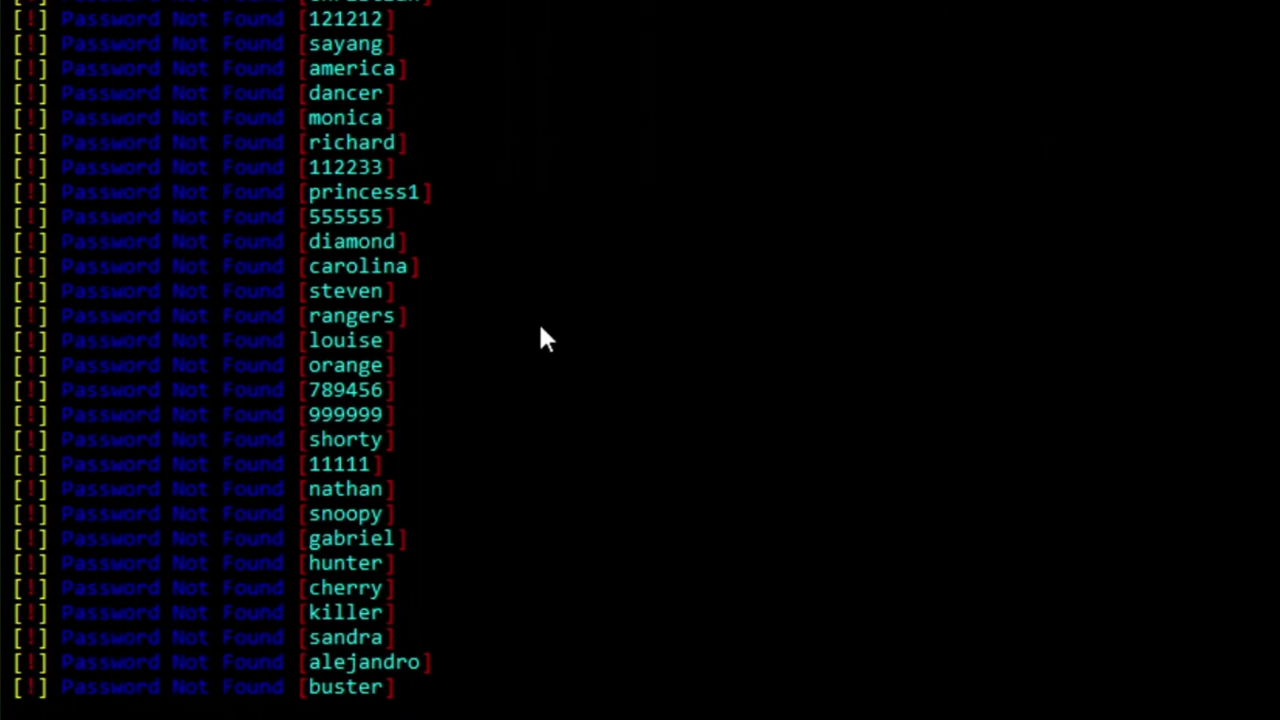 [!] Password Not Found [121212]
[!] Password Not Found [sayang]
[!] Password Not Found [america]
[!] Password Not Found [dancer]
[!] Password Not Found [monica]
[!] Password Not Found [richard]
[!] Password Not Found [112233]
[!] Password Not Found [princess1]
[!] Password Not Found [555555]
[!] Password Not Found [diamond]
[!] Password Not Found [carolina]
[!] Password Not Found [steven]
[!] Password Not Found [rangers]
[!] Password Not Found [louise]
[!] Password Not Found [orange]
[!] Password Not Found [789456]
[!] Password Not Found [999999]
[!] Password Not Found [shorty]
[!] Password Not Found [11111]
[!] Password Not Found [nathan]
[!] Password Not Found [snoopy]
[!] Password Not Found [gabriel]
[!] Password Not Found [hunter]
[!] Password Not Found [cherry]
[!] Password Not Found [killer]
[!] Password Not Found [sandra]
[!] Password Not Found [alejandro]
[!] Password Not Found [buster]